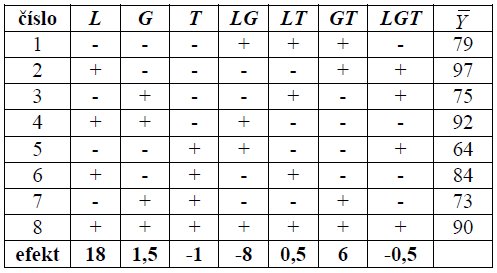 číslo L G T LG LT GT LGT Y
1 - - - + + + - 79
2 + - - - - + + 97
3 - + - - + - + 75
4 + + - + - - - 92
5 - - + + - - + 64
6 + - + - + - - 84
7 - + + - - + - 73
8 + + + + + + + 90
efekt 18 1,5 -1 -8 0,5 6 -0,5